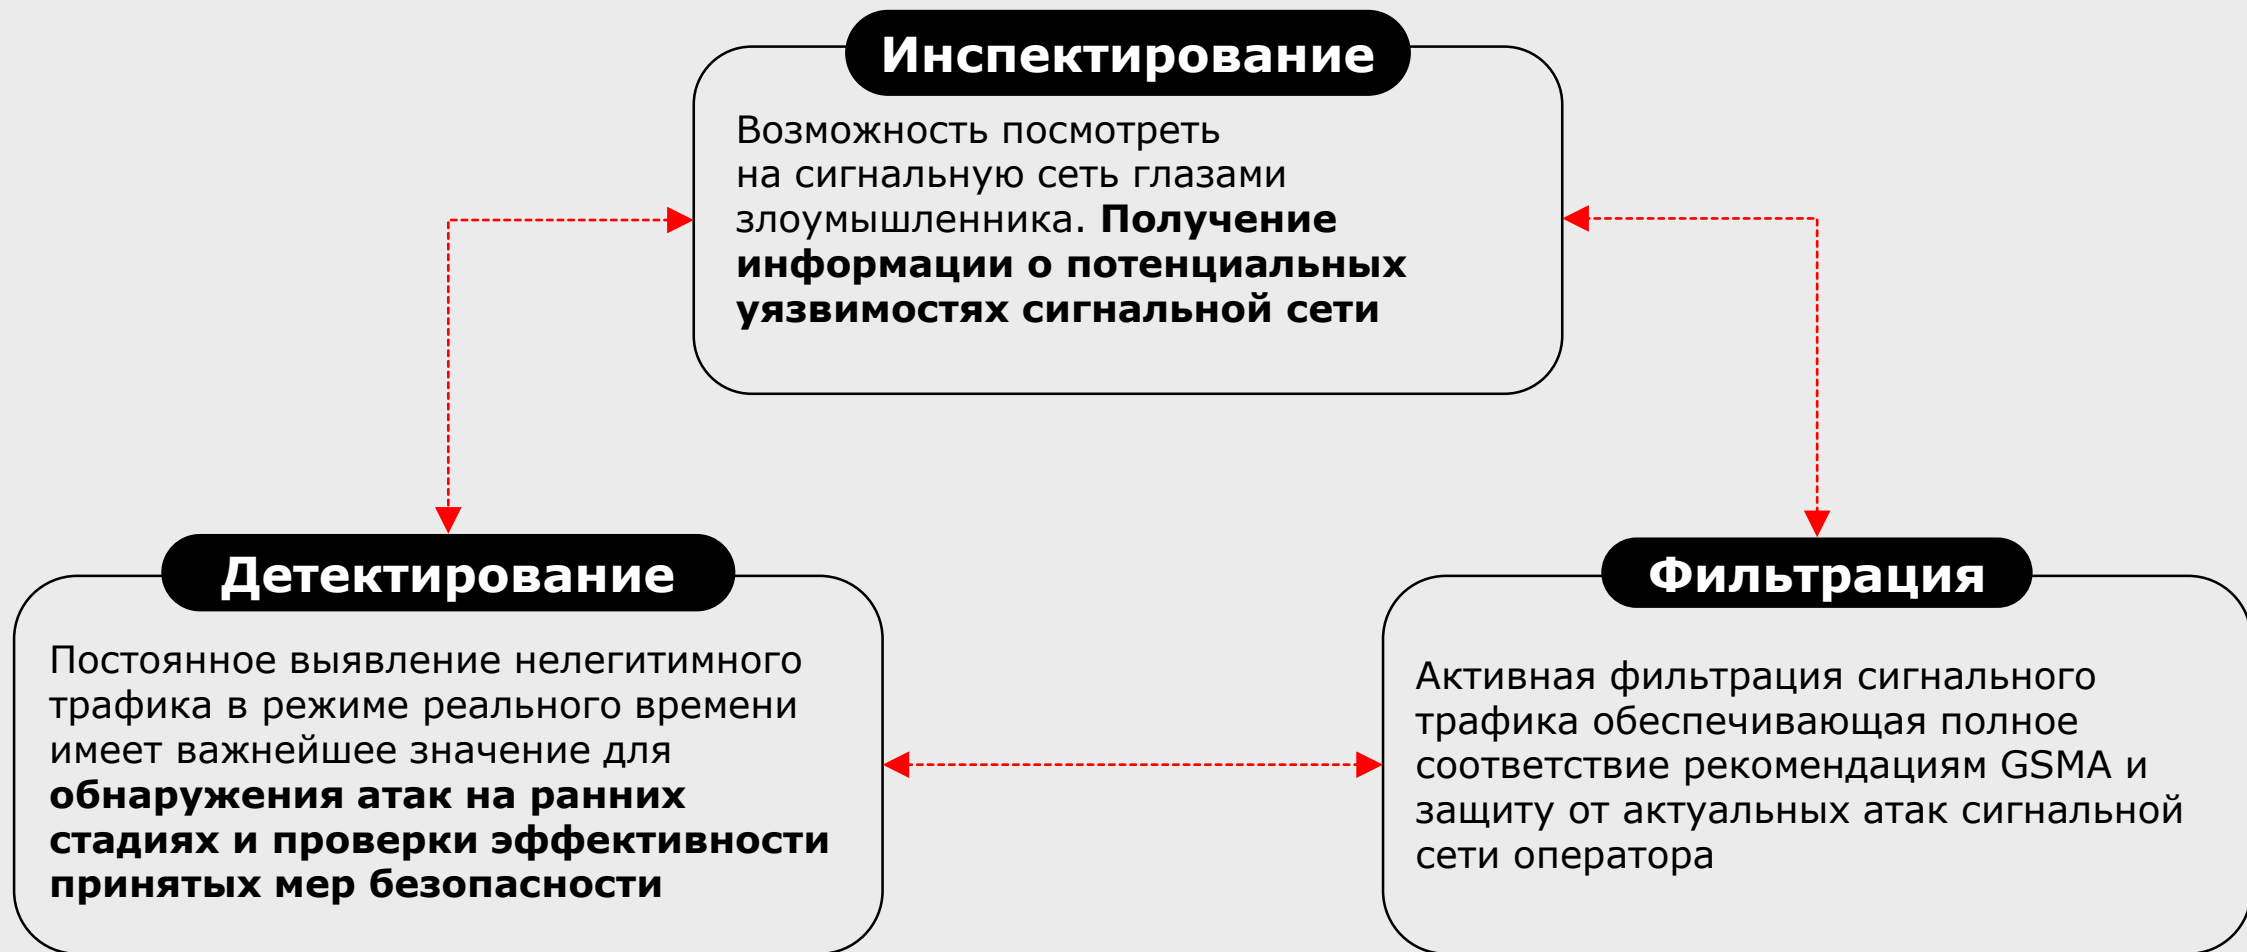 Инспектирование
Возможность посмотреть
на сигнальную сеть глазами
злоумышленника. Получение
информации о потенциальных
уязвимостях сигнальной сети
Детектирование
Постоянное выявление нелегитимного
трафика в режиме реального времени
имеет важнейшее значение для
обнаружения атак на ранних
стадиях и проверки эффективности
принятых мер безопасности
Фильтрация
Активная фильтрация сигнального
трафика обеспечивающая полное
соответствие рекомендациям GSMA и
защиту от актуальных атак сигнальной
сети оператора